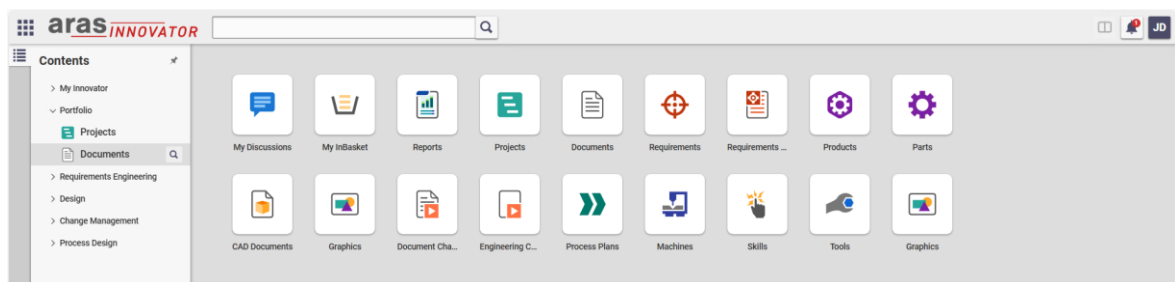 aras INNOVATOR
1
JD
Contents
My Innovator
Portfolio
Projects
Documents
Requirements Engineering
Design
Change Management
Process Design
My Discussions
My InBasket
Reports
Projects
Documents
Requirements
Requirements ...
Products
Parts
CAD Documents
Graphics
Document Cha...
Engineering C...
Process Plans
Machines
Skills
Tools
Graphics